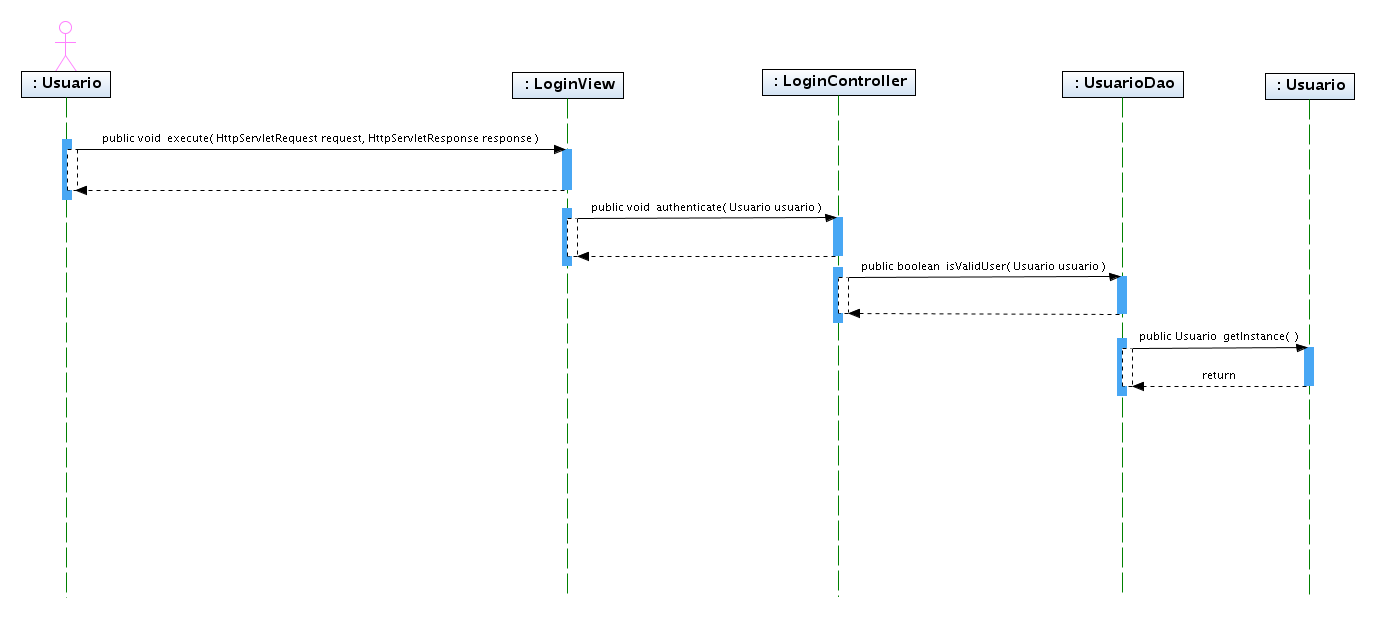 : Usuario
: LoginView
: LoginController
: UsuarioDao
: Usuario
public void execute( HttpServletRequest request, HttpServletResponse response )
public void authenticate( Usuario usuario )
public boolean isValidUser( Usuario usuario )
public Usuario getInstance( )
return